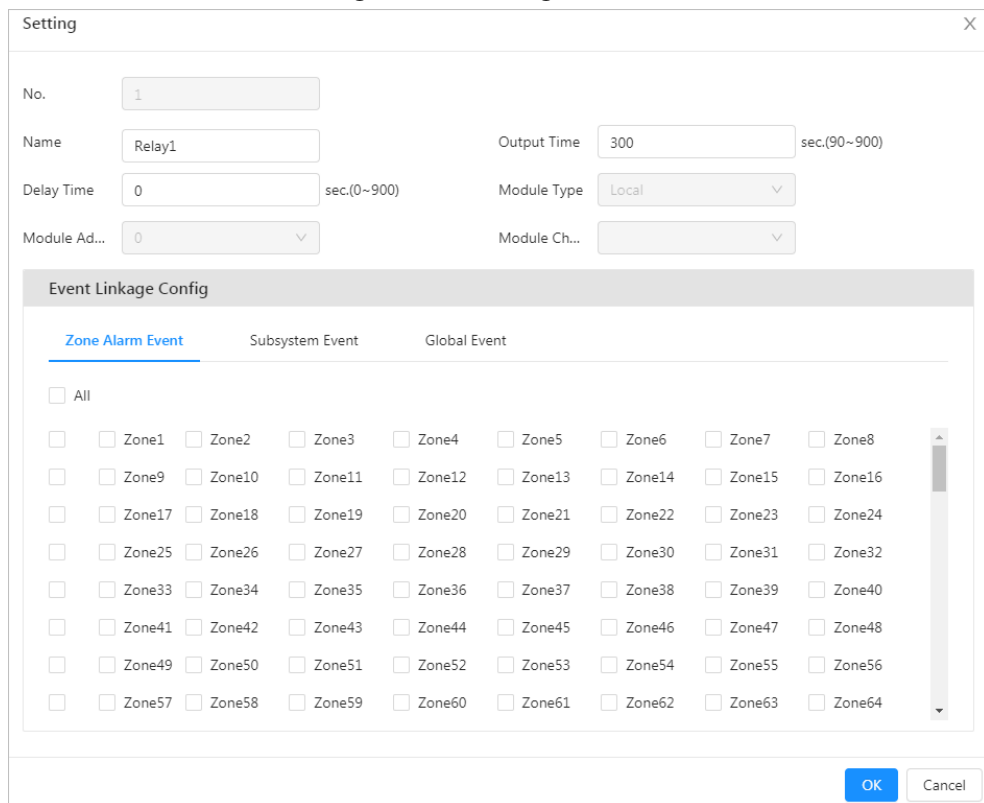 Setting X
No. 1
Name Relay1 Output Time 300 sec.(90~900)
Delay Time 0 sec.(0~900) Module Type Local
Module Ad... 0 Module Ch...
Event Linkage Config
Zone Alarm Event Subsystem Event Global Event
All
Zone1 Zone2 Zone3 Zone4 Zone5 Zone6 Zone7 Zone8
Zone9 Zone10 Zone11 Zone12 Zone13 Zone14 Zone15 Zone16
Zone17 Zone18 Zone19 Zone20 Zone21 Zone22 Zone23 Zone24
Zone25 Zone26 Zone27 Zone28 Zone29 Zone30 Zone31 Zone32
Zone33 Zone34 Zone35 Zone36 Zone37 Zone38 Zone39 Zone40
Zone41 Zone42 Zone43 Zone44 Zone45 Zone46 Zone47 Zone48
Zone49 Zone50 Zone51 Zone52 Zone53 Zone54 Zone55 Zone56
Zone57 Zone58 Zone59 Zone60 Zone61 Zone62 Zone63 Zone64
OK Cancel